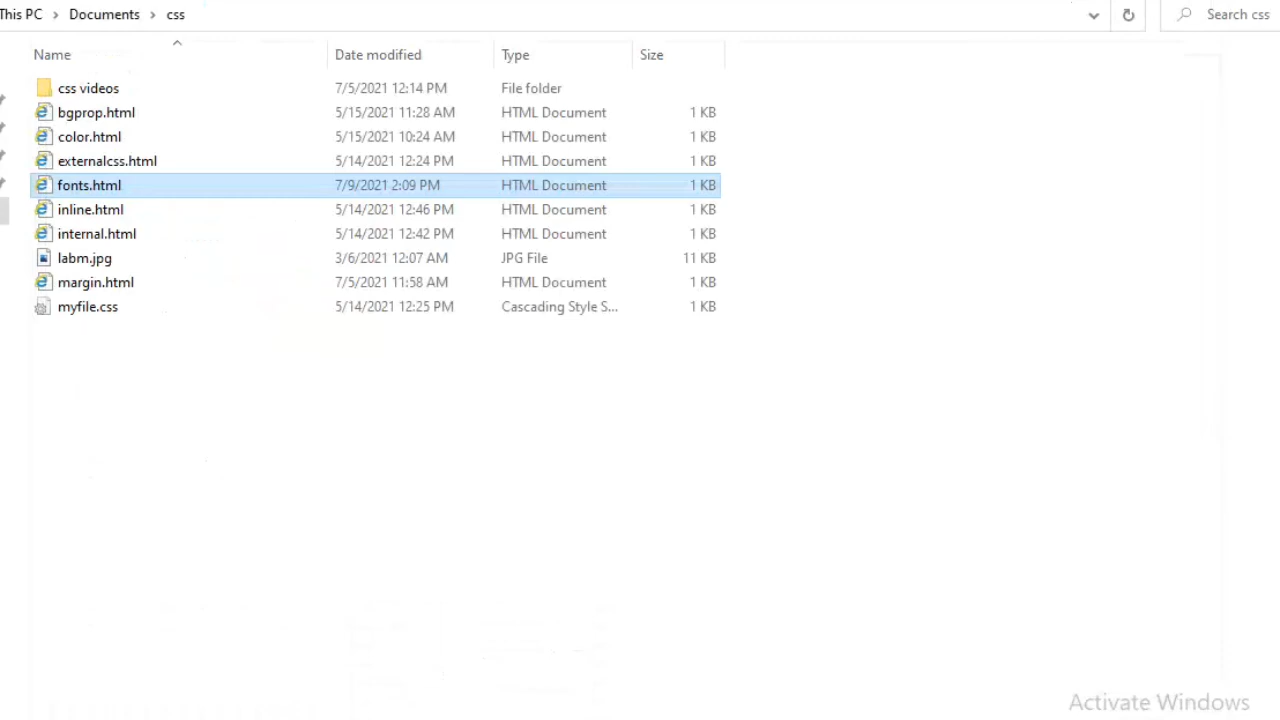 This PC > Documents > css Search css
Name Date modified Type Size
css videos 7/5/2021 12:14 PM File folder
bgprop.html 5/15/2021 11:28 AM HTML Document 1 KB
color.html 5/15/2021 10:24 AM HTML Document 1 KB
externalcss.html 5/14/2021 12:24 PM HTML Document 1 KB
fonts.html 7/9/2021 2:09 PM HTML Document 1 KB
inline.html 5/14/2021 12:46 PM HTML Document 1 KB
internal.html 5/14/2021 12:42 PM HTML Document 1 KB
labm.jpg 3/6/2021 12:07 AM JPG File 11 KB
margin.html 7/5/2021 11:58 AM HTML Document 1 KB
myfile.css 5/14/2021 12:25 PM Cascading Style S... 1 KB
Activate Windows